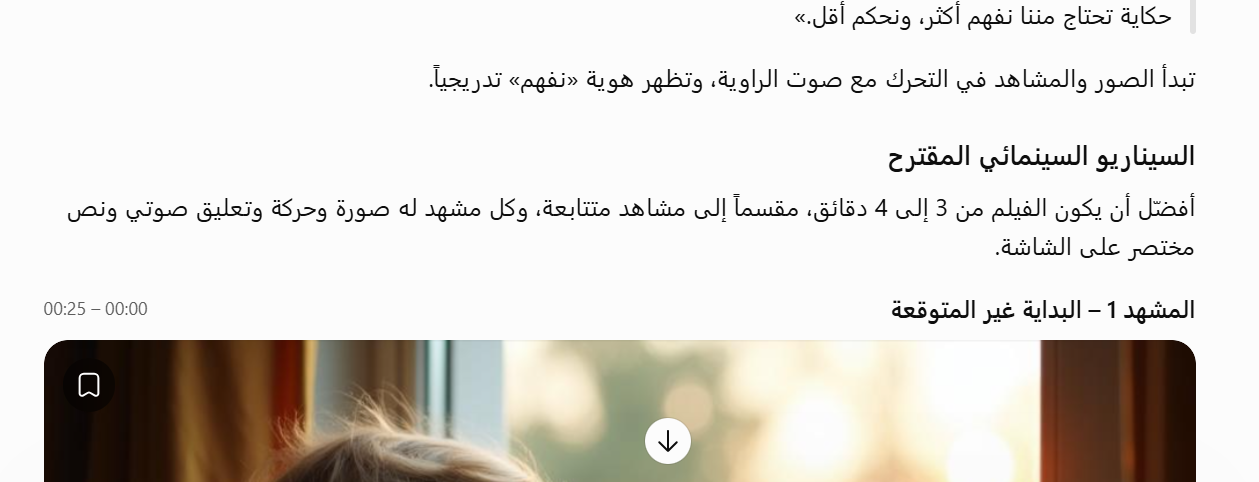 حكاية تحتاج مننا نفهم أكثر، ونحكم أقل.»
تبدأ الصور والمشاهد في التحرك مع صوت الراوية، وتظهر هوية «نفهم» تدريجياً.
السيناريو السينمائي المقترح
أفضّل أن يكون الفيلم من 3 إلى 4 دقائق، مقسماً إلى مشاهد متتابعة، وكل مشهد له صورة وحركة وتعليق صوتي ونص
مختصر على الشاشة.
المشهد 1 – البداية غير المتوقعة
00:00 – 00:25